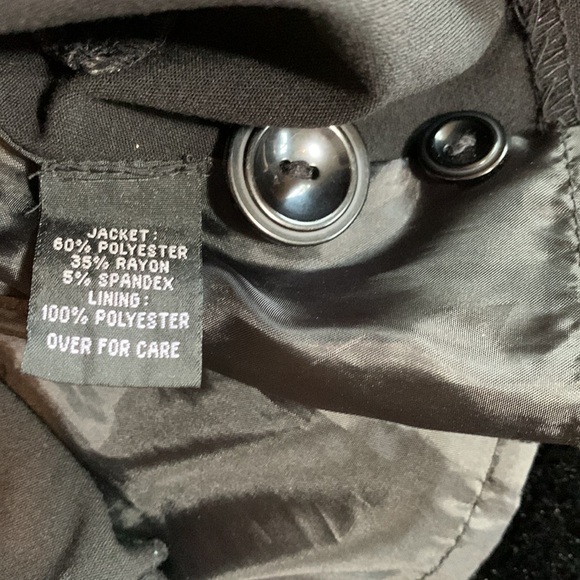 JACKET:
60% POLYESTER
35% RAYON
5% SPANDEX
LINING:
100% POLYESTER
OVER FOR CARE